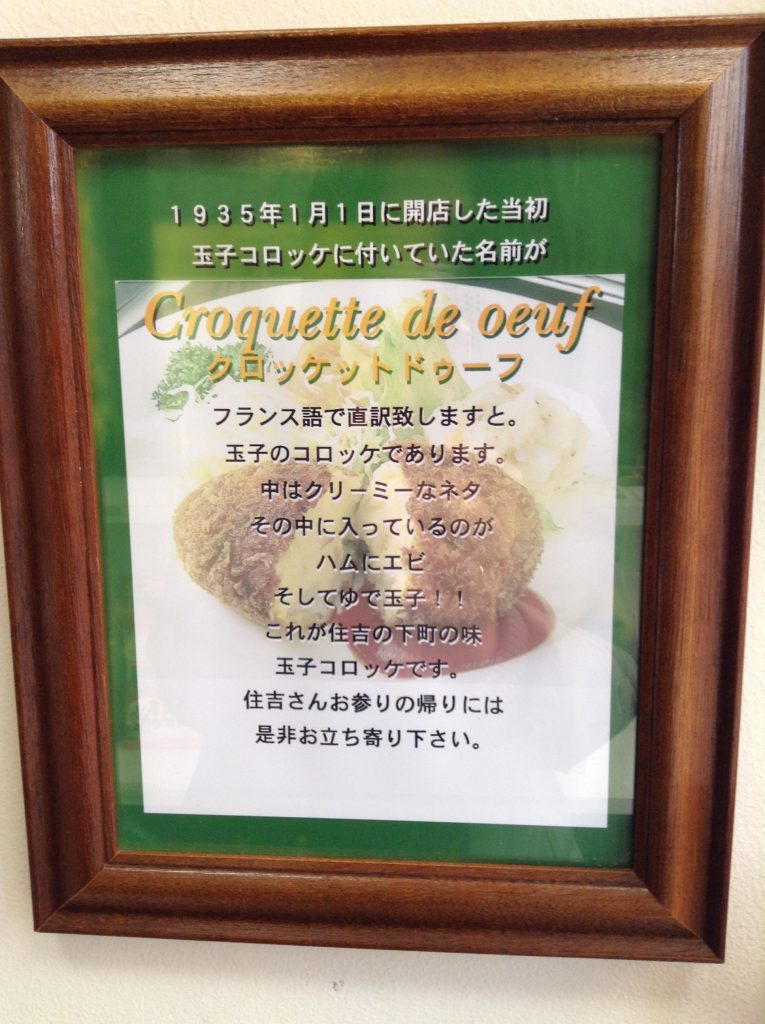 １９３５年１月１日に開店した当初
玉子コロッケに付いていた名前が
Croquette de oeuf
クロッケットドゥーフ
フランス語で直訳致しますと。
玉子のコロッケであります。
中はクリーミーなネタ
その中に入っているのが
ハムにエビ
そしてゆで玉子！！
これが住吉の下町の味
玉子コロッケです。
住吉さんお参りの帰りには
是非お立ち寄り下さい。